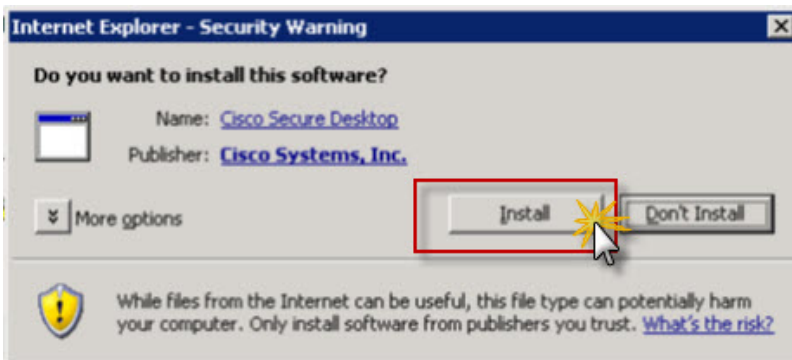 Internet Explorer - Security Warning
Do you want to install this software?
Name: Cisco Secure Desktop
Publisher: Cisco Systems, Inc.
More options
Install
Don't Install
While files from the Internet can be useful, this file type can potentially harm
your computer. Only install software from publishers you trust. What's the risk?